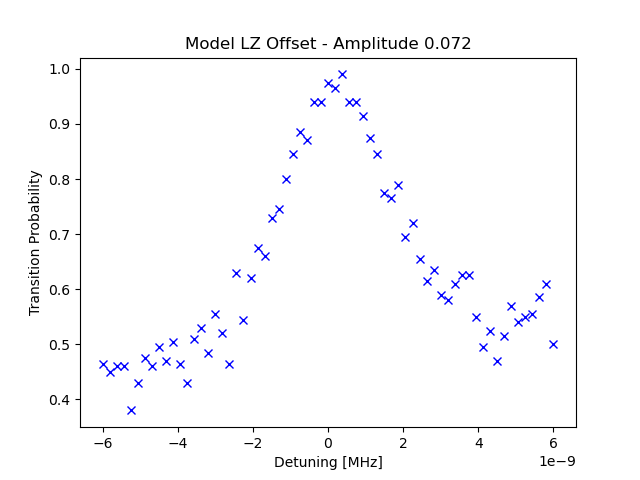 Model LZ Offset - Amplitude 0.072
1.0
0.9
0.8
0.7
0.6
0.5
0.4
Transition Probability
−6 −4 −2 0 2 4 6
1e−9
Detuning [MHz]